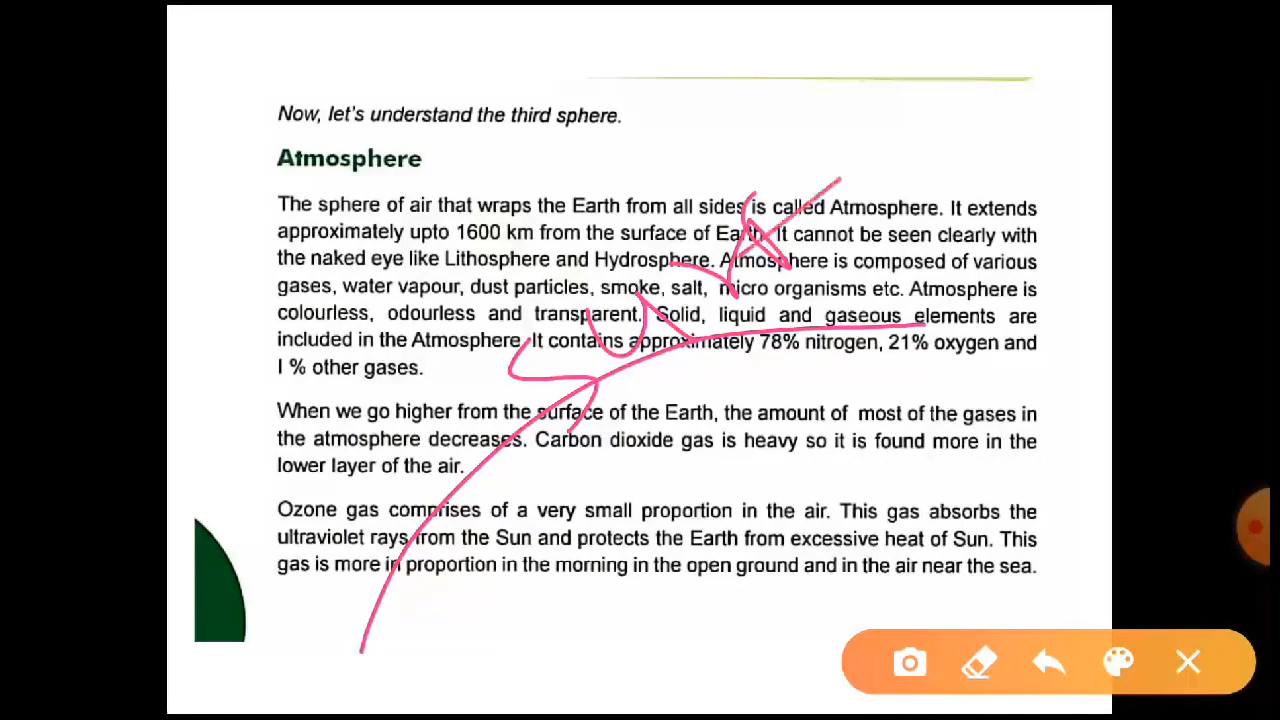 Now, let's understand the third sphere.
Atmosphere
The sphere of air that wraps the Earth from all sides is called Atmosphere. It extends
approximately upto 1600 km from the surface of Earth. It cannot be seen clearly with
the naked eye like Lithosphere and Hydrosphere. Atmosphere is composed of various
gases, water vapour, dust particles, smoke, salt, micro organisms etc. Atmosphere is
colourless, odourless and transparent. Solid, liquid and gaseous elements are
included in the Atmosphere. It contains approximately 78% nitrogen, 21% oxygen and
I % other gases.
When we go higher from the surface of the Earth, the amount of most of the gases in
the atmosphere decreases. Carbon dioxide gas is heavy so it is found more in the
lower layer of the air.
Ozone gas comprises of a very small proportion in the air. This gas absorbs the
ultraviolet rays from the Sun and protects the Earth from excessive heat of Sun. This
gas is more in proportion in the morning in the open ground and in the air near the sea.